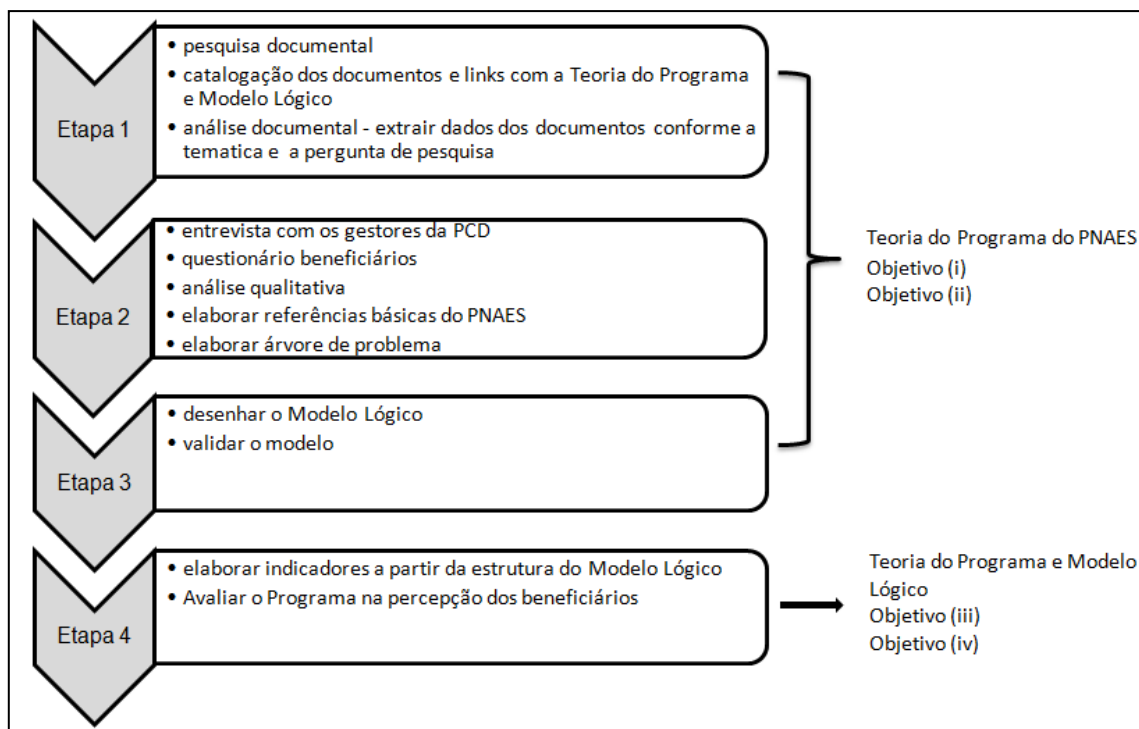 Etapa 1
• pesquisa documental
• catalogação dos documentos e links com a Teoria do Programa
e Modelo Lógico
• análise documental - extrair dados dos documentos conforme a
tematica e a pergunta de pesquisa
Etapa 2
• entrevista com os gestores da PCD
• questionário beneficiários
• análise qualitativa
• elaborar referências básicas do PNAES
• elaborar árvore de problema
Etapa 3
• desenhar o Modelo Lógico
• validar o modelo
Teoria do Programa do PNAES
Objetivo (i)
Objetivo (ii)
Etapa 4
• elaborar indicadores a partir da estrutura do Modelo Lógico
• Avaliar o Programa na percepção dos beneficiários
Teoria do Programa e Modelo
Lógico
Objetivo (iii)
Objetivo (iv)